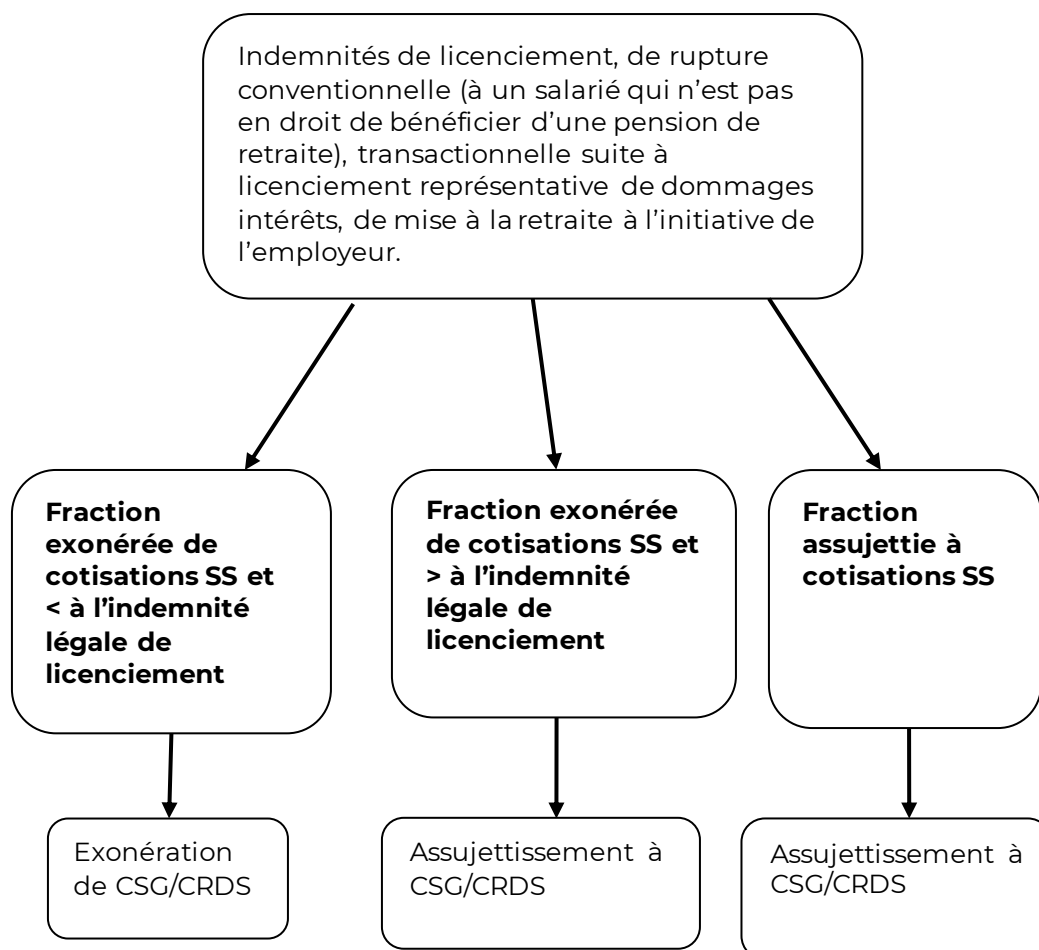 Indemnités de licenciement, de rupture
conventionnelle (à un salarié qui n’est pas
en droit de bénéficier d’une pension de
retraite), transactionnelle suite à
licenciement représentative de dommages
intérêts, de mise à la retraite à l’initiative de
l’employeur.
Fraction
exonérée de
cotisations SS et
< à l’indemnité
légale de
licenciement
Fraction exonérée
de cotisations SS et
> à l’indemnité
légale de
licenciement
Fraction
assujettie à
cotisations SS
Exonération
de CSG/CRDS
Assujettissement à
CSG/CRDS
Assujettissement à
CSG/CRDS